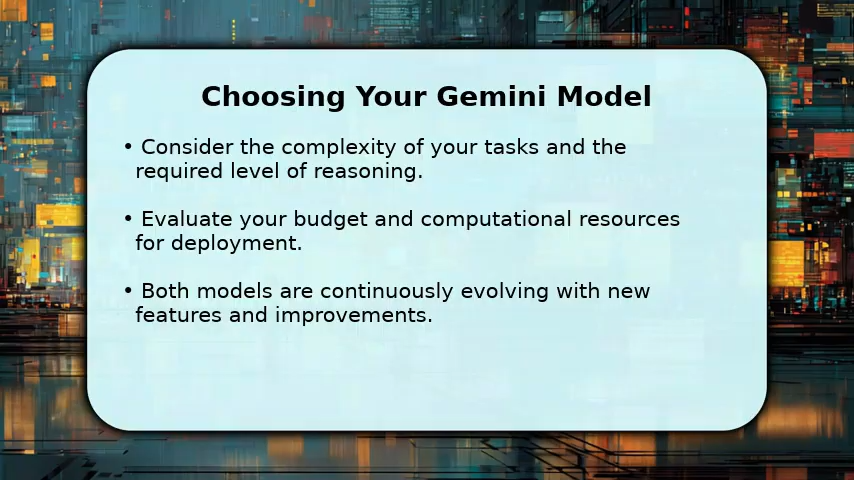 Choosing Your Gemini Model
• Consider the complexity of your tasks and the
required level of reasoning.
• Evaluate your budget and computational resources
for deployment.
• Both models are continuously evolving with new
features and improvements.